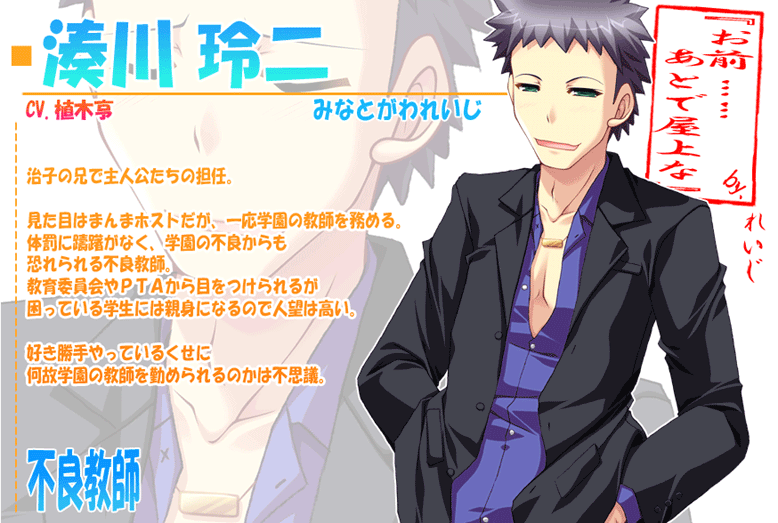 湊川 玲二
CV. 植木亨
みなとがわれいじ
治子の兄で主人公たちの担任。
見た目はまんまホストだが、一応学園の教師を務める。
体罰に躊躇がなく、学園の不良からも
恐れられる不良教師。
教育委員会やPTAから目をつけられるが
困っている学生には親身になるので人望は高い。
好き勝手やっているくせに
何故学園の教師を勤められるのかは不思議。
不良教師
『お前……
あとで屋上な』
by.れいじ